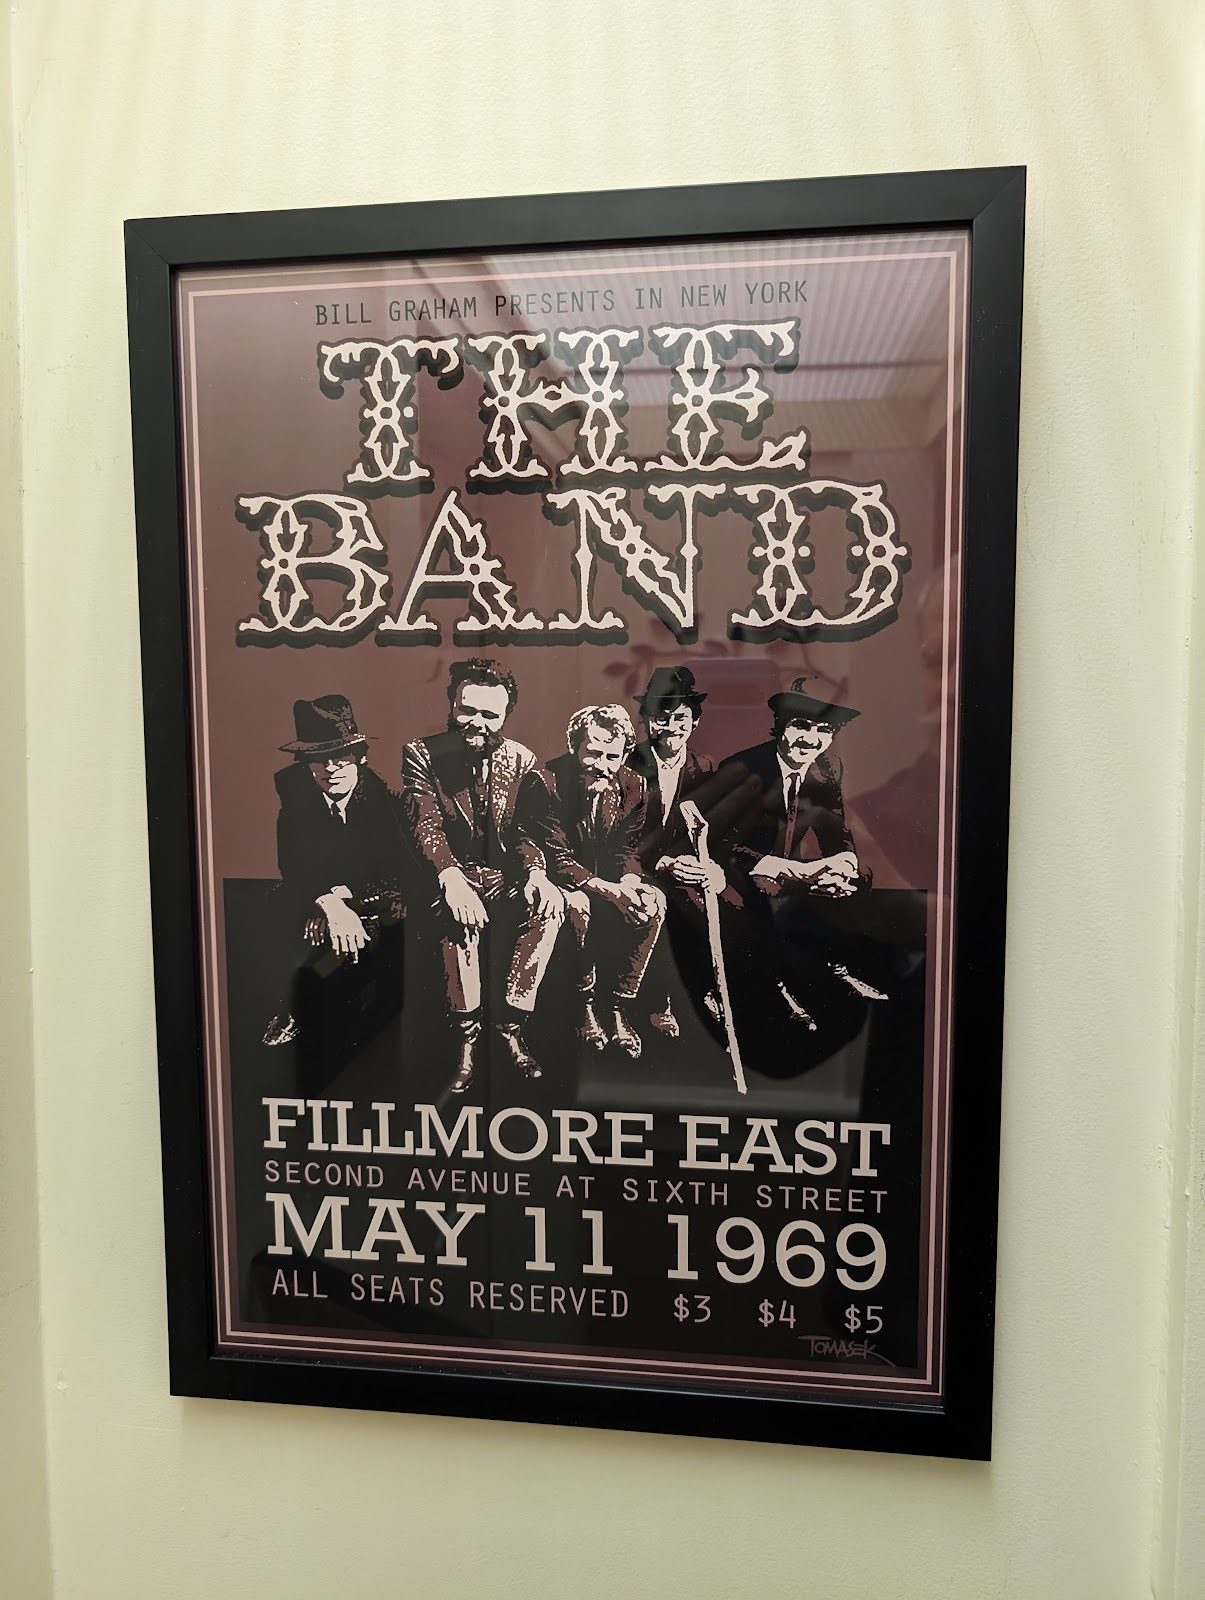 BILL GRAHAM PRESENTS IN NEW YORK
THE
BAND
FILLMORE EAST
SECOND AVENUE AT SIXTH STREET
MAY 11 1969
ALL SEATS RESERVED $3 $4 $5
TOMASEK